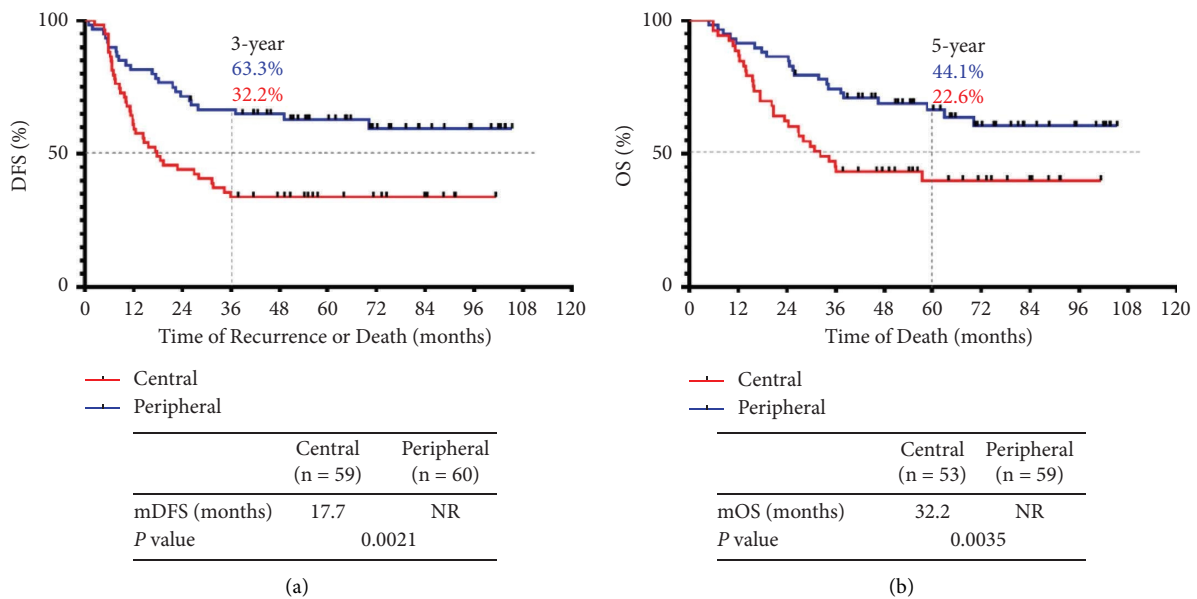 100
50
0
DFS (%)
3-year
63.3%
32.2%
0 12 24 36 48 60 72 84 96 108 120
Time of Recurrence or Death (months)
Central
Peripheral
Central Peripheral
(n = 59) (n = 60)
mDFS (months) 17.7 NR
P value 0.0021
(a)
100
50
0
OS (%)
5-year
44.1%
22.6%
0 12 24 36 48 60 72 84 96 108 120
Time of Death (months)
Central
Peripheral
Central Peripheral
(n = 53) (n = 59)
mOS (months) 32.2 NR
P value 0.0035
(b)